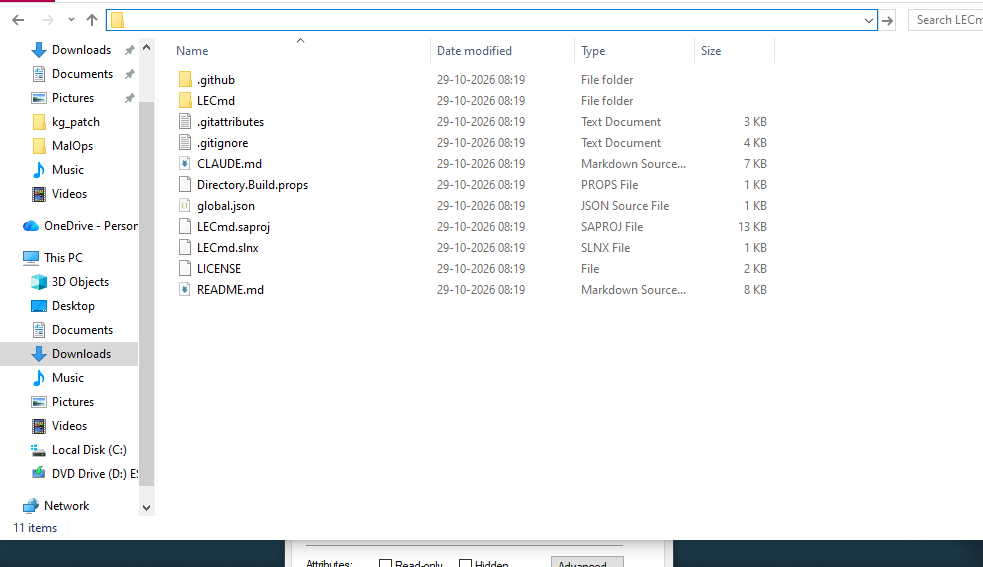 Search LECm
Downloads
Documents
Pictures
kg_patch
MalOps
Music
Videos
OneDrive - Person
This PC
3D Objects
Desktop
Documents
Downloads
Music
Pictures
Videos
Local Disk (C:)
DVD Drive (D:) ES
Network
Name Date modified Type Size
.github 29-10-2026 08:19 File folder
LECmd 29-10-2026 08:19 File folder
.gitattributes 29-10-2026 08:19 Text Document 3 KB
.gitignore 29-10-2026 08:19 Text Document 4 KB
CLAUDE.md 29-10-2026 08:19 Markdown Source... 7 KB
Directory.Build.props 29-10-2026 08:19 PROPS File 1 KB
global.json 29-10-2026 08:19 JSON Source File 1 KB
LECmd.saproj 29-10-2026 08:19 SAPROJ File 13 KB
LECmd.slnx 29-10-2026 08:19 SLNX File 1 KB
LICENSE 29-10-2026 08:19 File 2 KB
README.md 29-10-2026 08:19 Markdown Source... 8 KB
11 items
Attributes: Read-only Hidden Advanced...